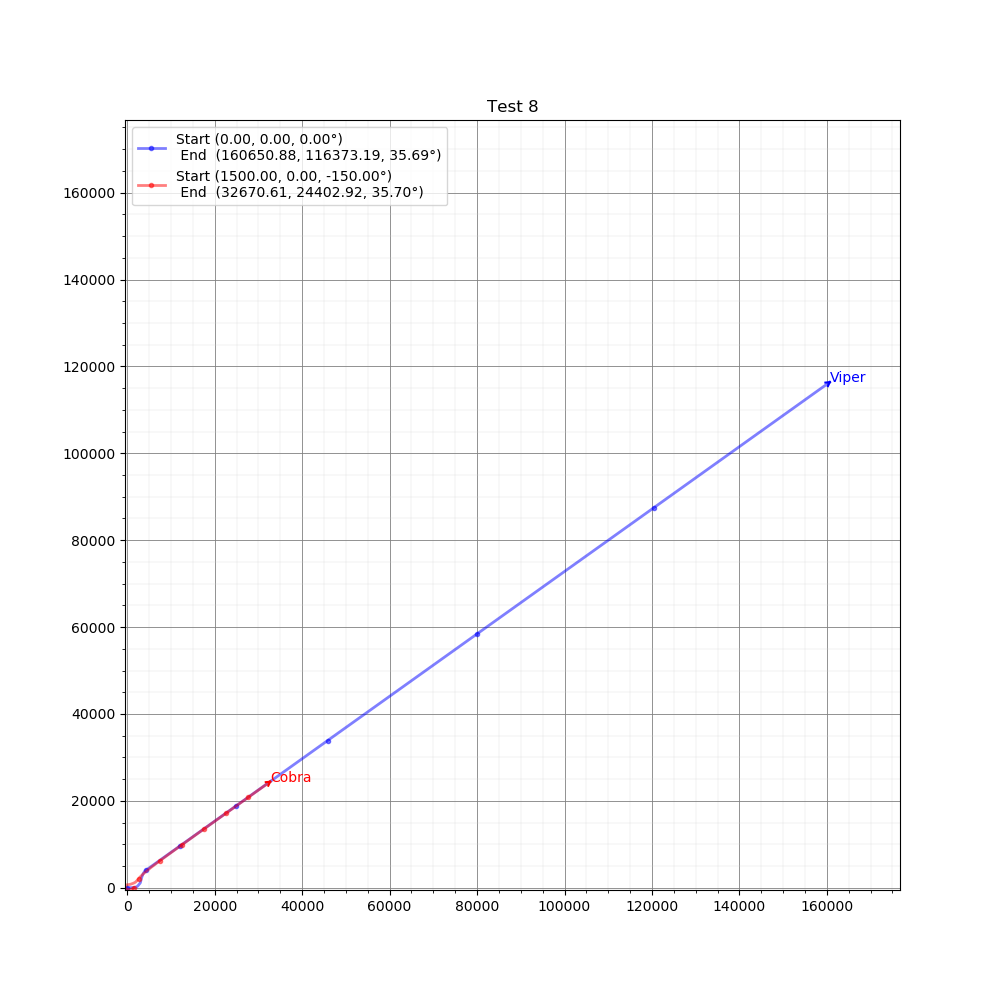 Test 8
Start (0.00, 0.00, 0.00°)
End (160650.88, 116373.19, 35.69°)
Start (1500.00, 0.00, -150.00°)
End (32670.61, 24402.92, 35.70°)
160000
140000
120000
Viper
100000
80000
60000
40000
Cobra
20000
0
0 20000 40000 60000 80000 100000 120000 140000 160000